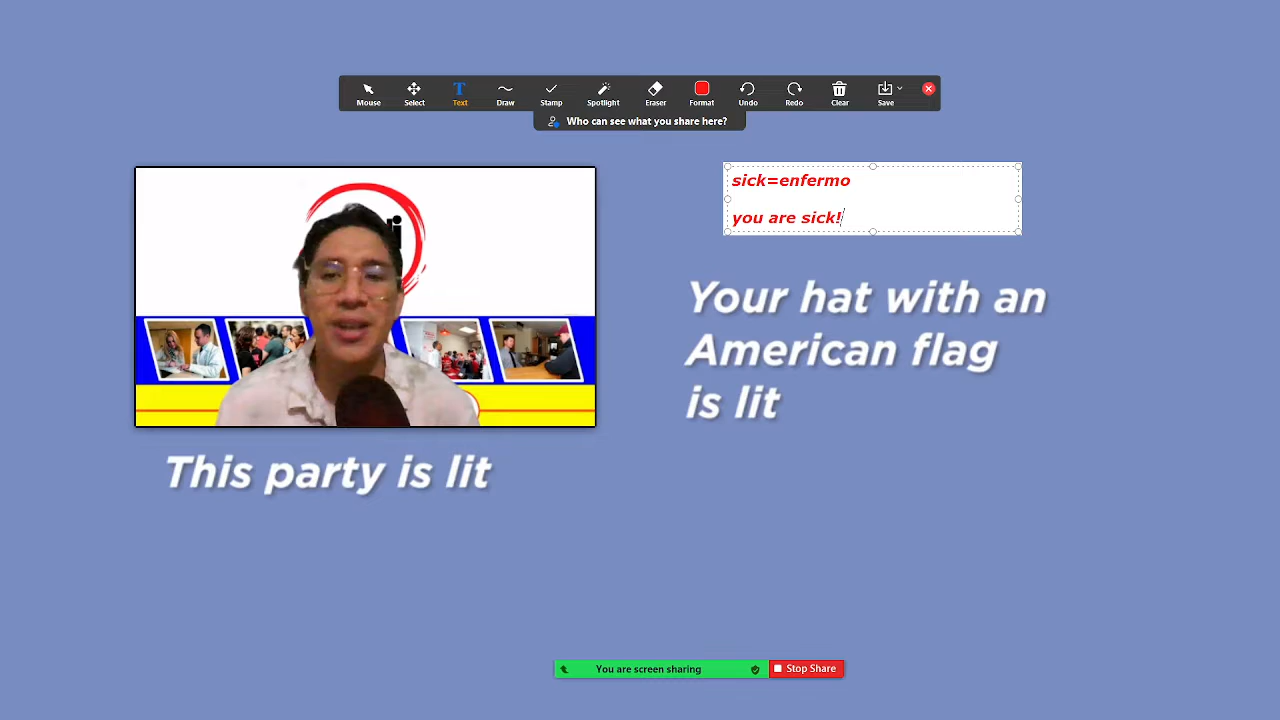 Mouse
Select
Text
Draw
Stamp
Spotlight
Eraser
Format
Undo
Redo
Clear
Save
Who can see what you share here?
sick=enfermo
you are sick!
Your hat with an
American flag
is lit
This party is lit
You are screen sharing
Stop Share